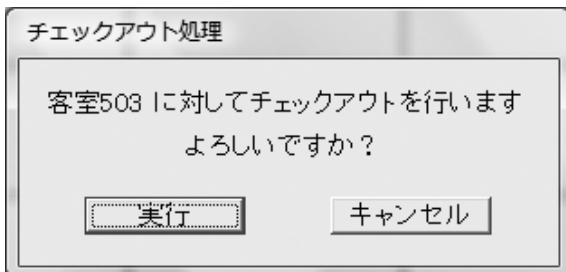 チェックアウト処理
客室503 に対してチェックアウトを行います
よろしいですか？
実行
キャンセル